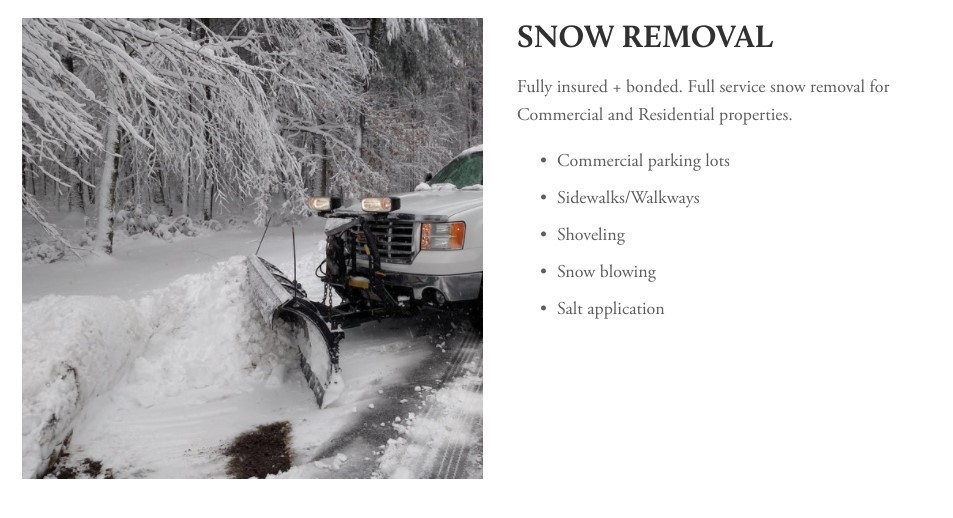 SNOW REMOVAL
Fully insured + bonded. Full service snow removal for
Commercial and Residential properties.
• Commercial parking lots
• Sidewalks/Walkways
• Shoveling
• Snow blowing
• Salt application